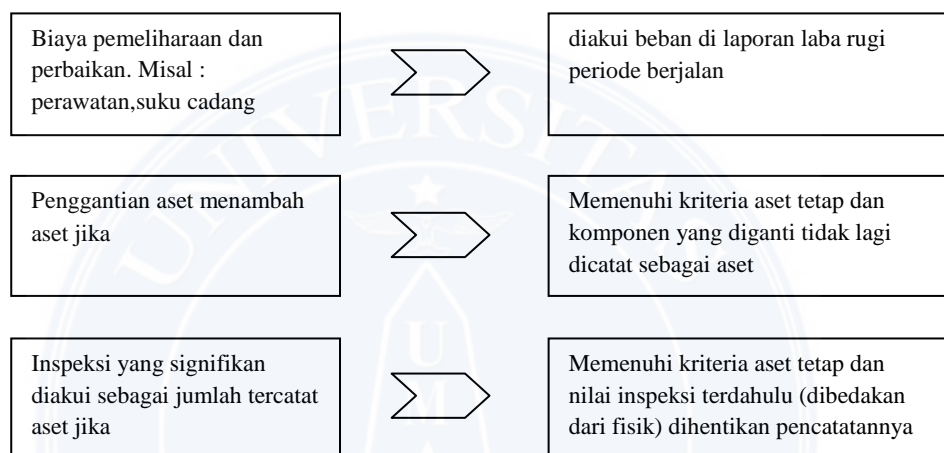 Biaya pemeliharaan dan
perbaikan. Misal :
perawatan,suku cadang
diakui beban di laporan laba rugi
periode berjalan
Penggantian aset menambah
aset jika
Memenuhi kriteria aset tetap dan
komponen yang diganti tidak lagi
dicatat sebagai aset
Inspeksi yang signifikan
diakui sebagai jumlah tercatat
aset jika
Memenuhi kriteria aset tetap dan
nilai inspeksi terdahulu (dibedakan
dari fisik) dihentikan pencatatannya
UNIVERSITAS
U
M